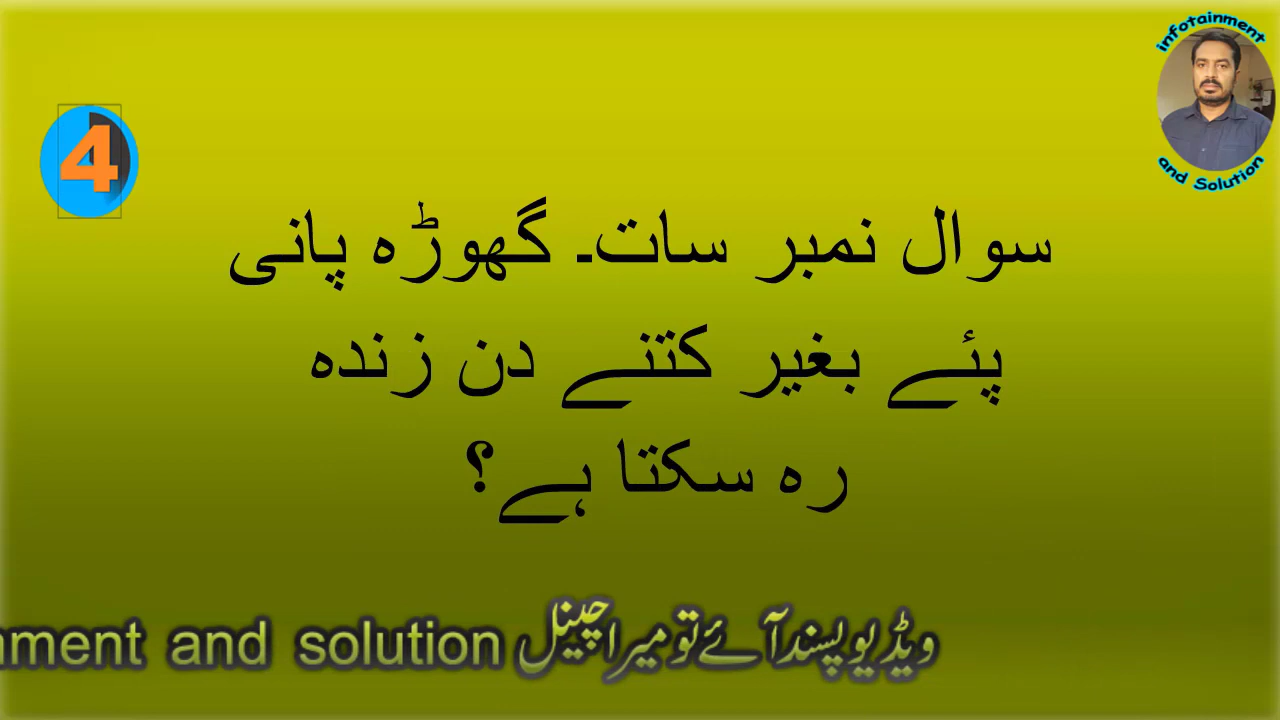 infotainment
and Solution
4
سوال نمبر سات۔ گھوڑہ پانی
پئے بغیر کتنے دن زندہ
رہ سکتا ہے؟
ویڈیو پسند آئے تو میرا چینل nment and solution